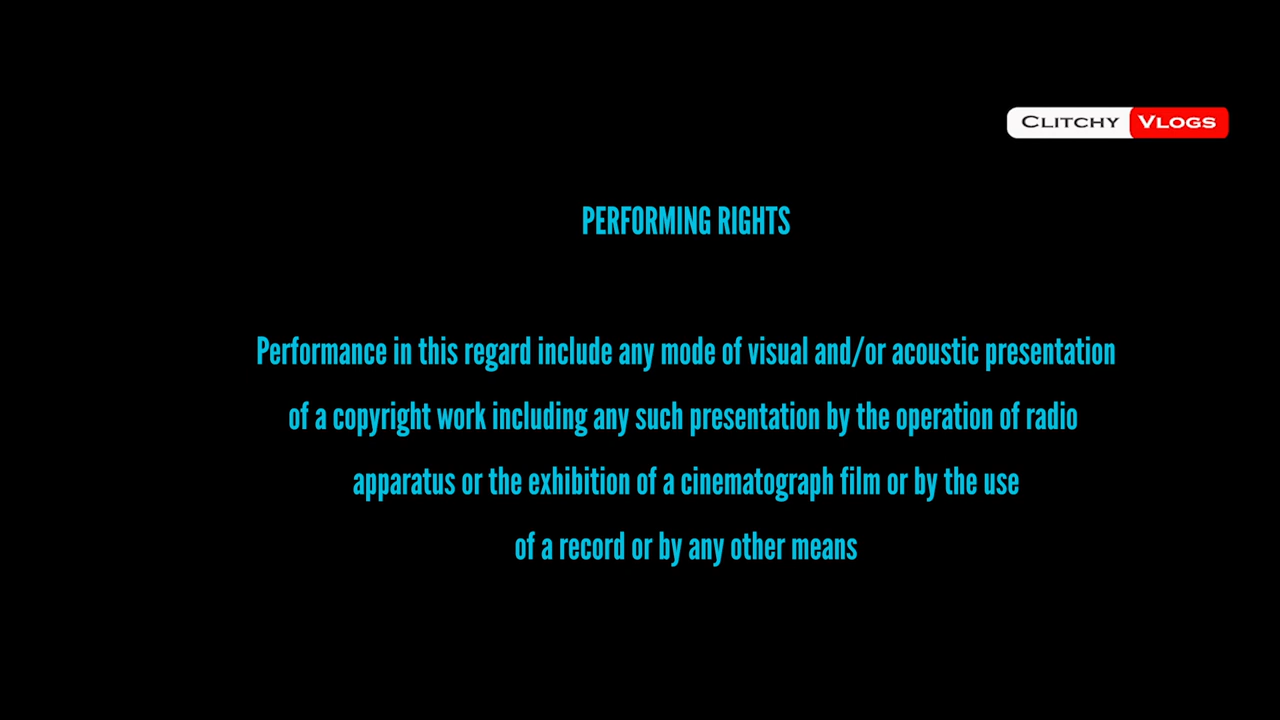 CLITCHY VLOGS
PERFORMING RIGHTS
Performance in this regard include any mode of visual and/or acoustic presentation
of a copyright work including any such presentation by the operation of radio
apparatus or the exhibition of a cinematograph film or by the use
of a record or by any other means